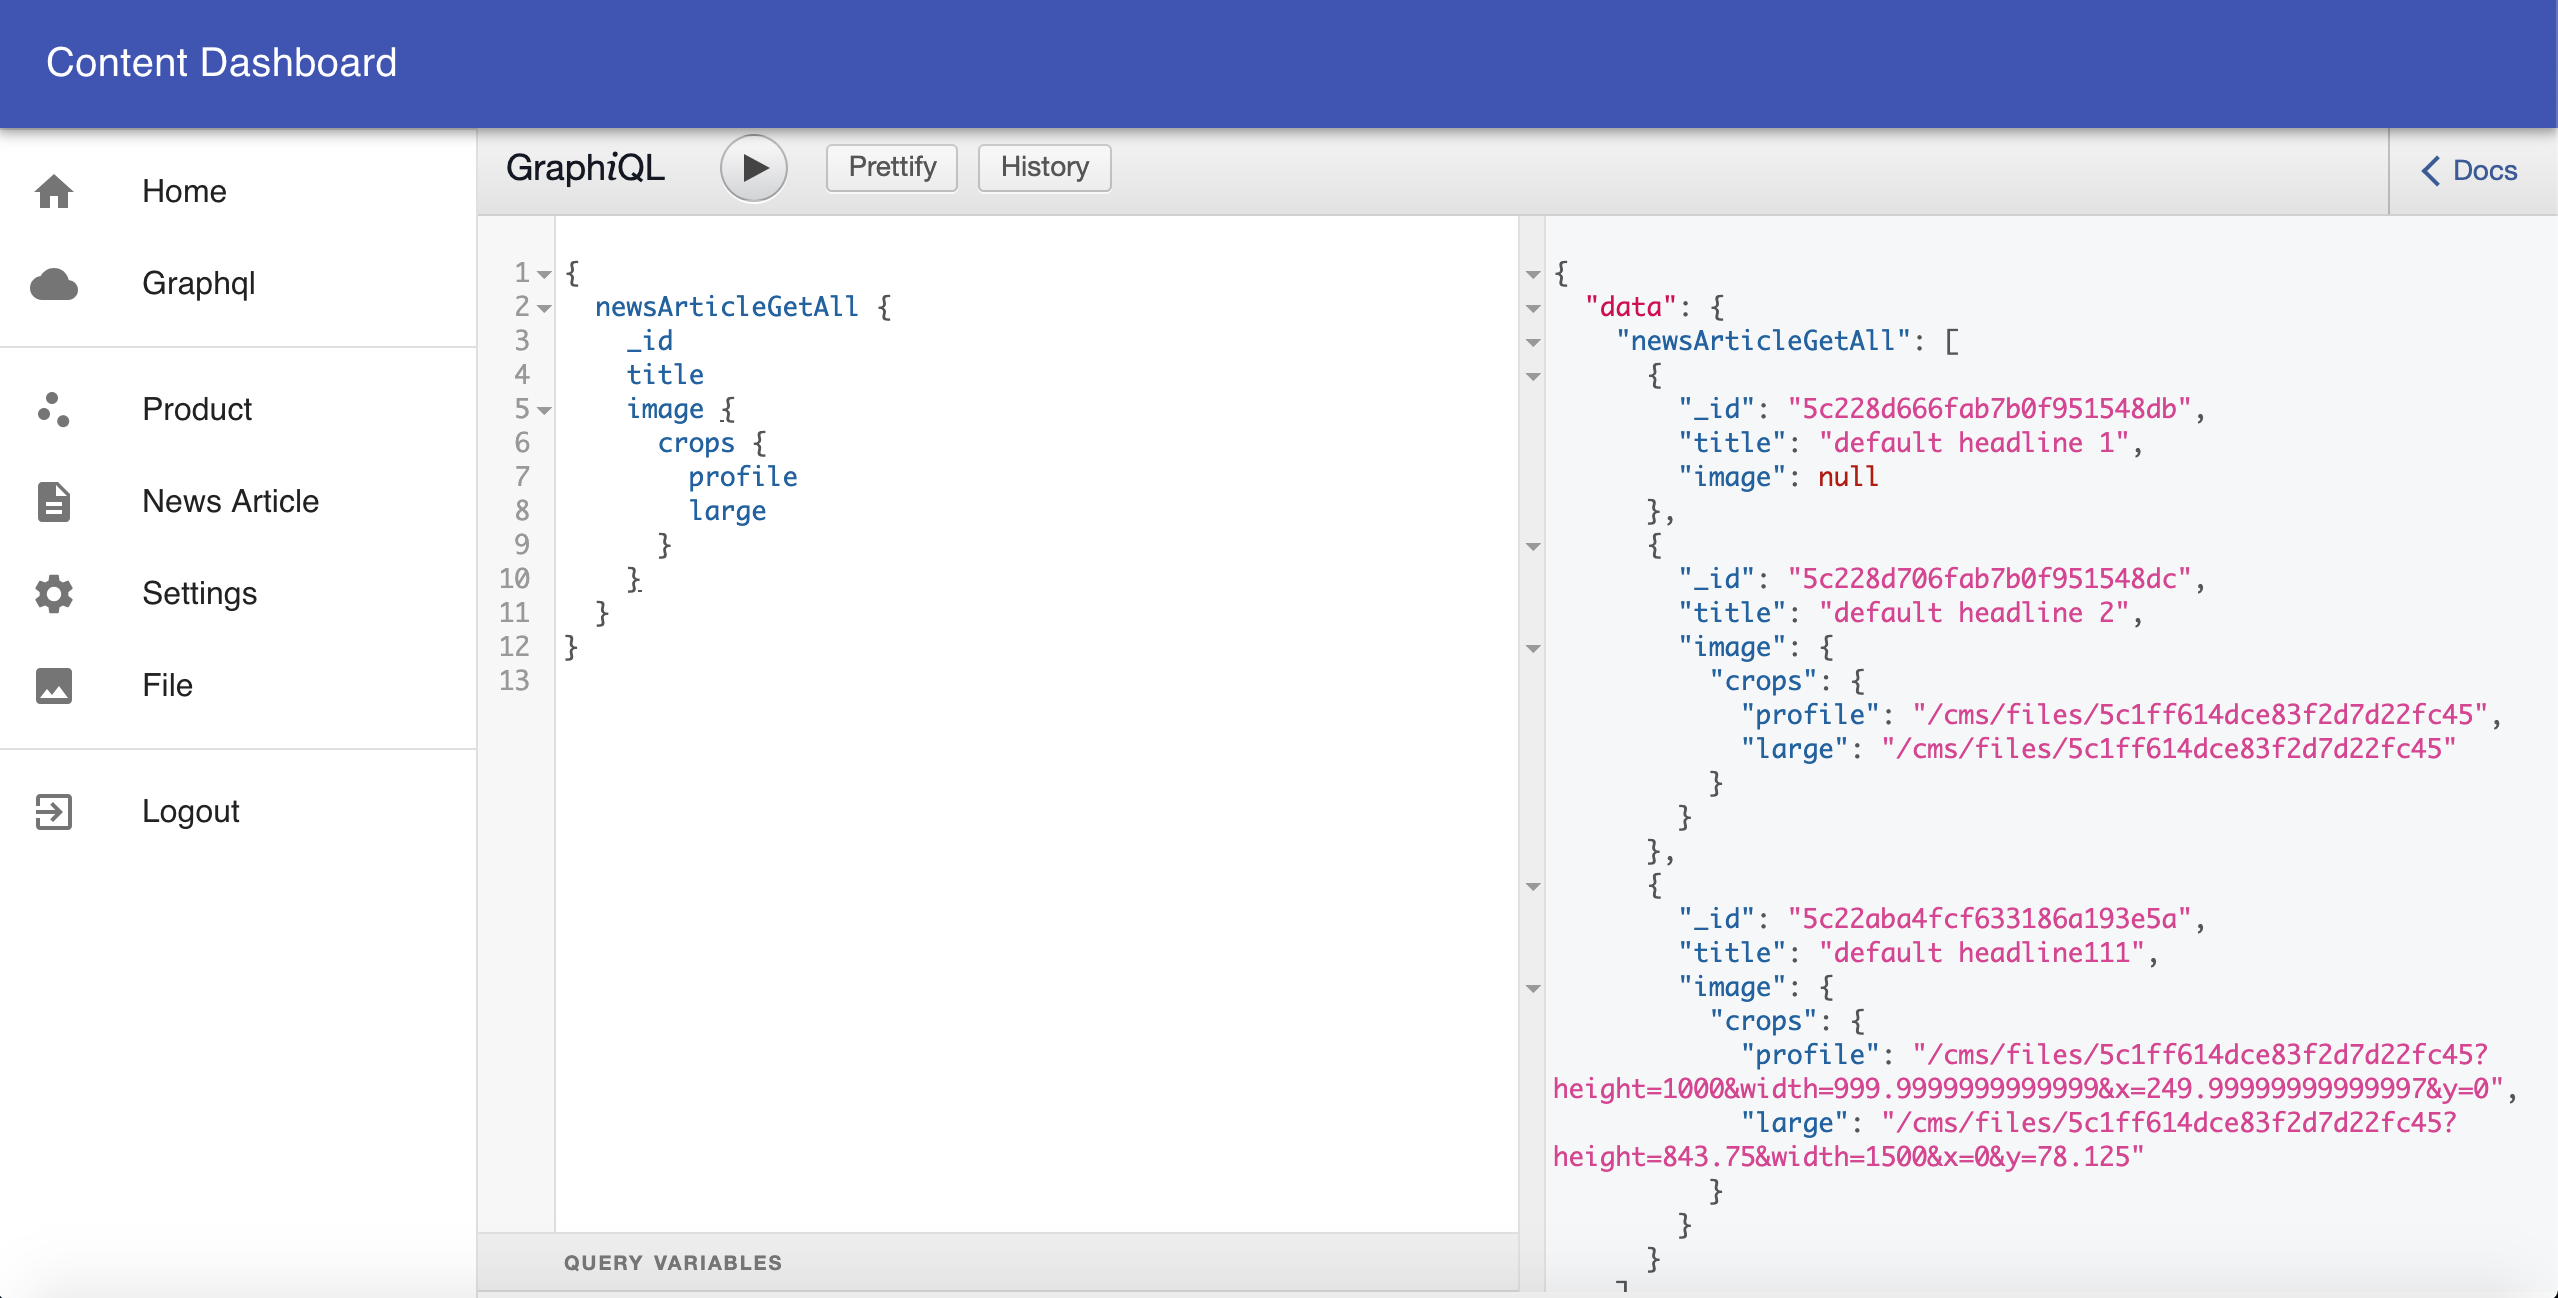 Content Dashboard
Home
Graphql
Product
News Article
Settings
File
Logout
GraphiQL
Prettify
History
Docs
1 {
2   newsArticleGetAll {
3     _id
4     title
5     image {
6       crops {
7         profile
8         large
9       }
10     }
11   }
12 }
13
QUERY VARIABLES
{
  "data": {
    "newsArticleGetAll": [
      {
        "_id": "5c228d666fab7b0f951548db",
        "title": "default headline 1",
        "image": null
      },
      {
        "_id": "5c228d706fab7b0f951548dc",
        "title": "default headline 2",
        "image": {
          "crops": {
            "profile": "/cms/files/5c1ff614dce83f2d7d22fc45",
            "large": "/cms/files/5c1ff614dce83f2d7d22fc45"
          }
        }
      },
      {
        "_id": "5c22aba4fcf633186a193e5a",
        "title": "default headline111",
        "image": {
          "crops": {
            "profile": "/cms/files/5c1ff614dce83f2d7d22fc45?
height=1000&width=999.9999999999999&x=249.99999999999997&y=0",
            "large": "/cms/files/5c1ff614dce83f2d7d22fc45?
height=843.75&width=1500&x=0&y=78.125"
          }
        }
      }
    ]